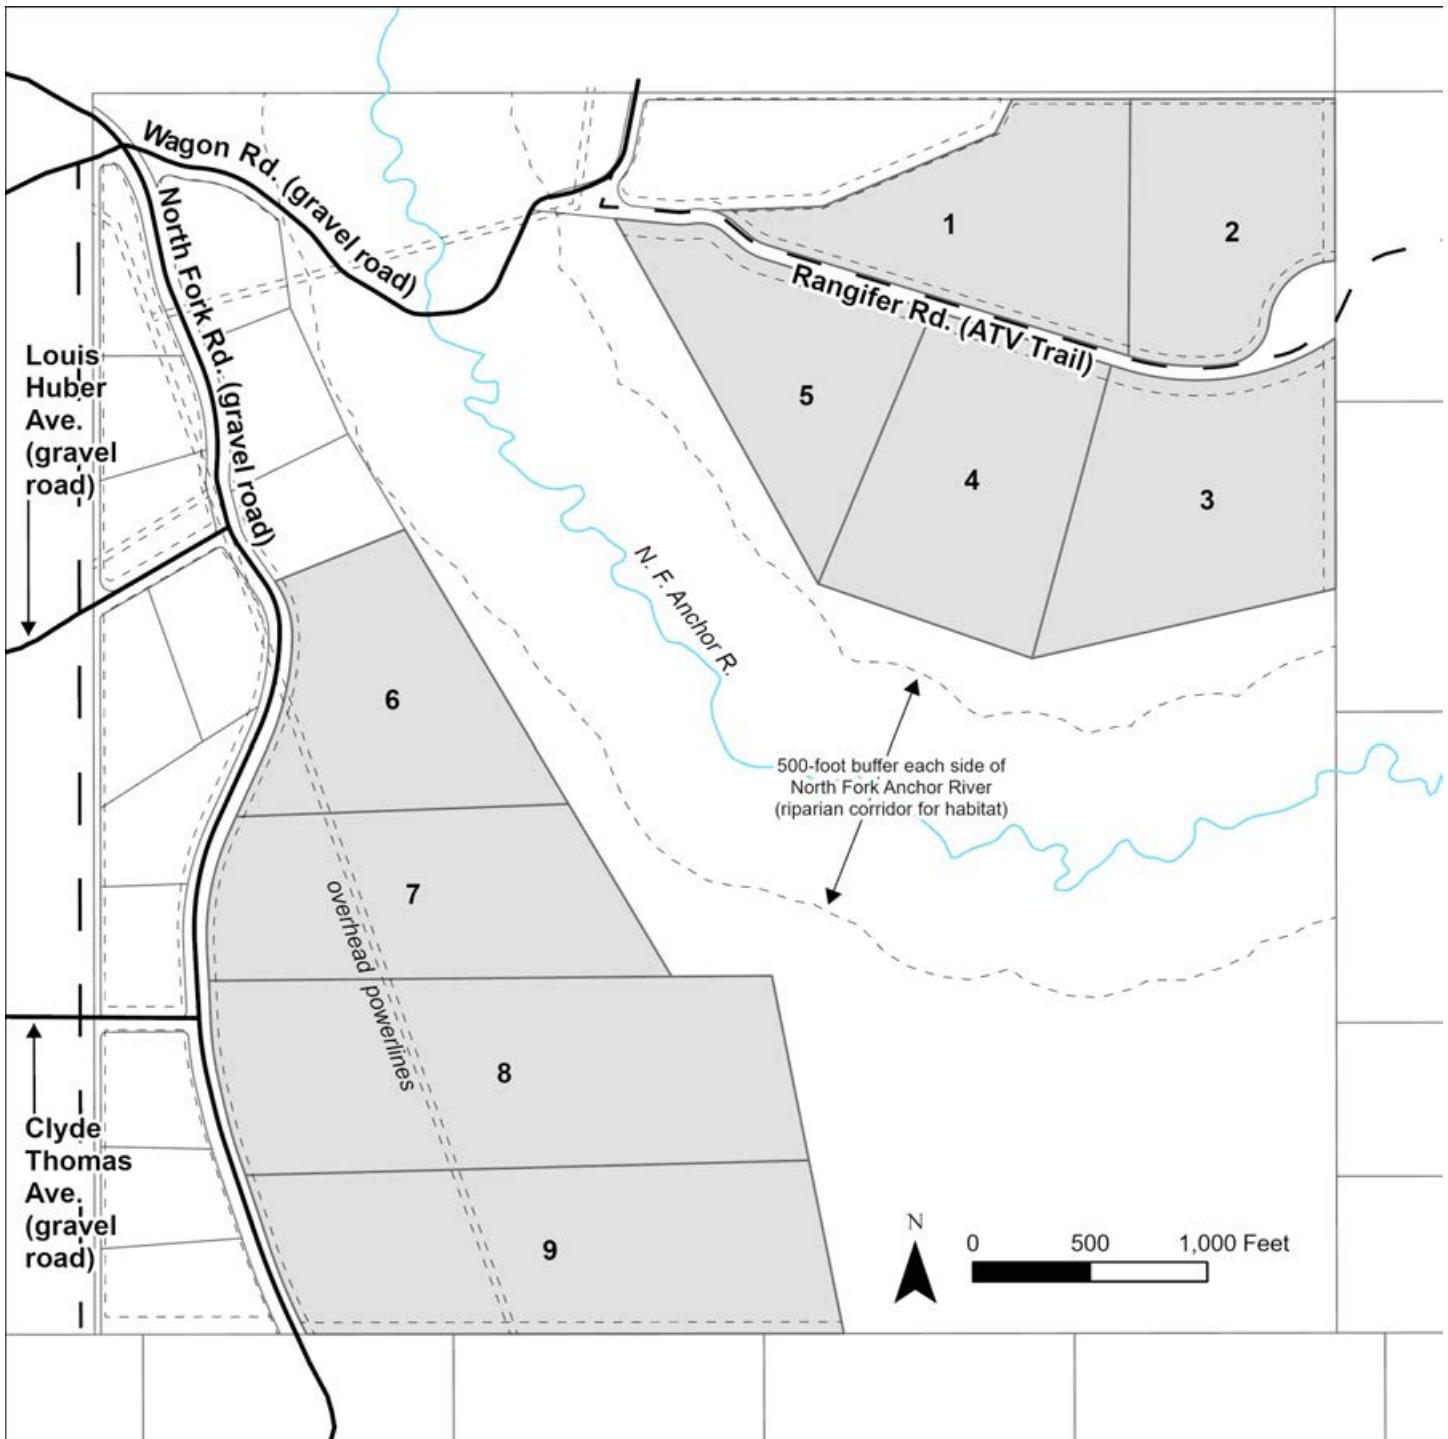 Wagon Rd. (gravel road)
North Fork Rd. (gravel road)
1
2
Rangifer Rd. (ATV Trail)
Louis
Huber
Ave.
(gravel
road)
5
4
3
N. F. Anchor R.
6
500-foot buffer each side of
North Fork Anchor River
(riparian corridor for habitat)
7
overhead powerlines
8
Clyde
Thomas
Ave.
(gravel
road)
9
N
0 500 1,000 Feet